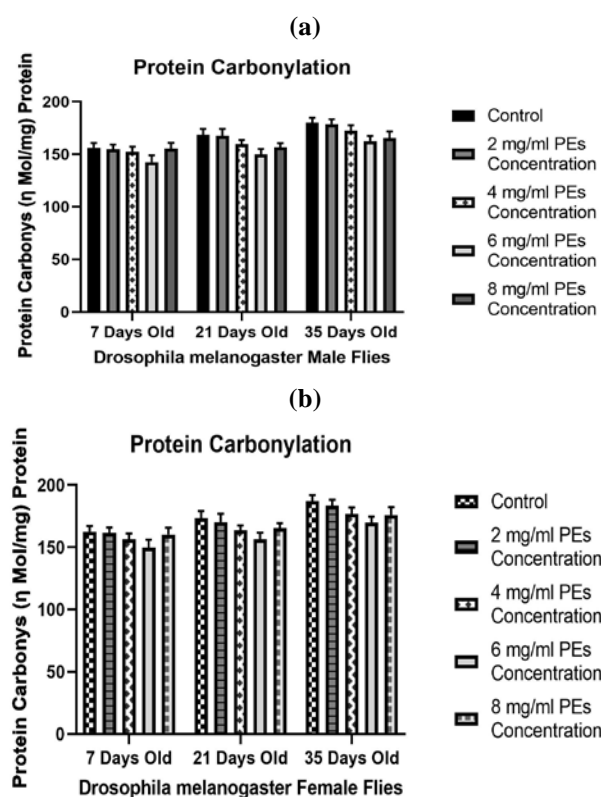 (a)
Protein Carbonylation
Protein Carbonys (η Mol/mg) Protein
200
150
100
50
0
7 Days Old 21 Days Old 35 Days Old
Drosophila melanogaster Male Flies
Control
2 mg/ml PEs
Concentration
4 mg/ml PEs
Concentration
6 mg/ml PEs
Concentration
8 mg/ml PEs
Concentration
(b)
Protein Carbonylation
Protein Carbonys (η Mol/mg) Protein
200
150
100
50
0
7 Days Old 21 Days Old 35 Days Old
Drosophila melanogaster Female Flies
Control
2 mg/ml PEs
Concentration
4 mg/ml PEs
Concentration
6 mg/ml PEs
Concentration
8 mg/ml PEs
Concentration